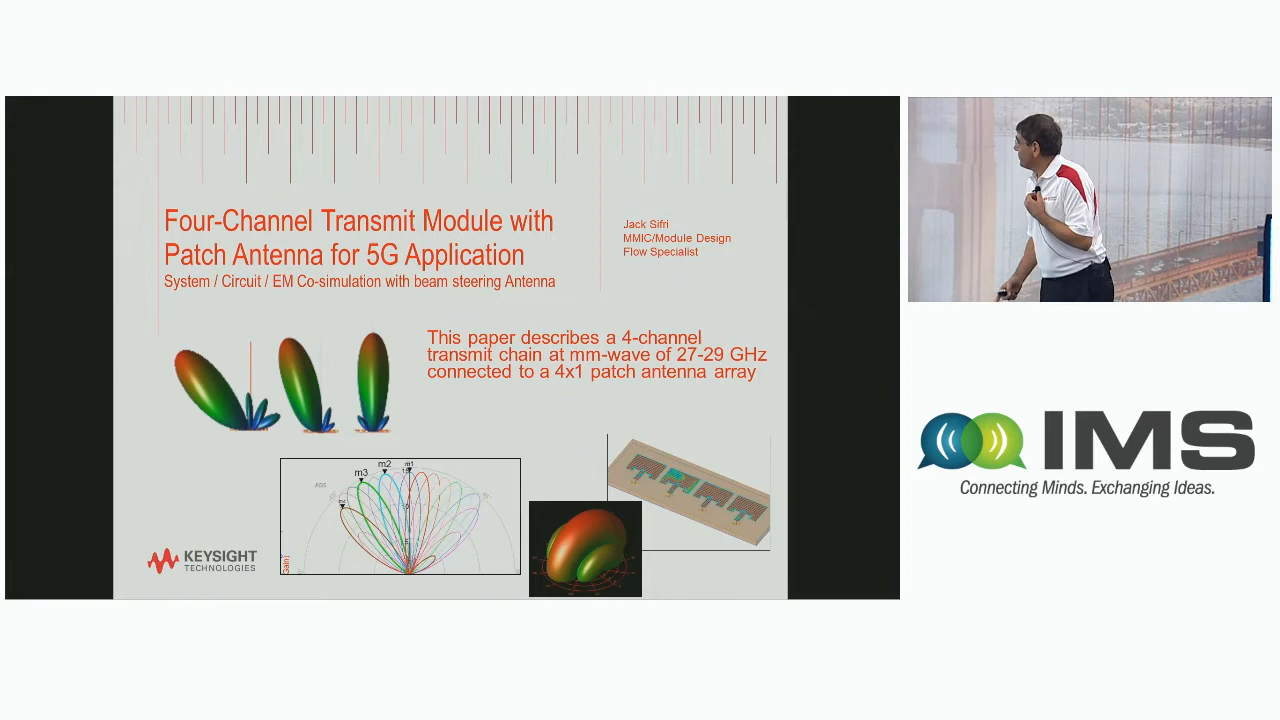 Four-Channel Transmit Module with
Patch Antenna for 5G Application
System / Circuit / EM Co-simulation with beam steering Antenna
Jack Sifri
MMIC/Module Design
Flow Specialist
This paper describes a 4-channel
transmit chain at mm-wave of 27-29 GHz
connected to a 4x1 patch antenna array
m3
m2
m1
KEYSIGHT
TECHNOLOGIES
IMS
Connecting Minds. Exchanging Ideas.